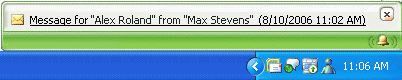 Message for "Alex Roland" from "Max Stevens" (8/10/2006 11:02 AM)
11:06 AM